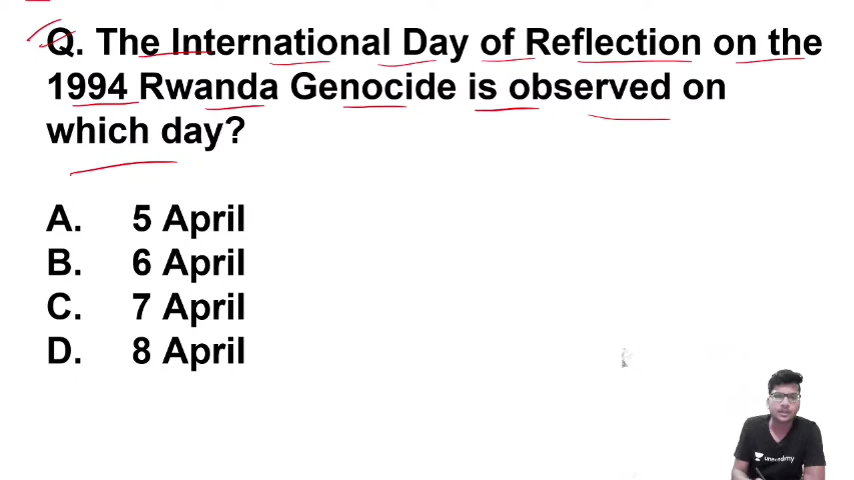 Q. The International Day of Reflection on the
1994 Rwanda Genocide is observed on
which day?
A. 5 April
B. 6 April
C. 7 April
D. 8 April
unacademy